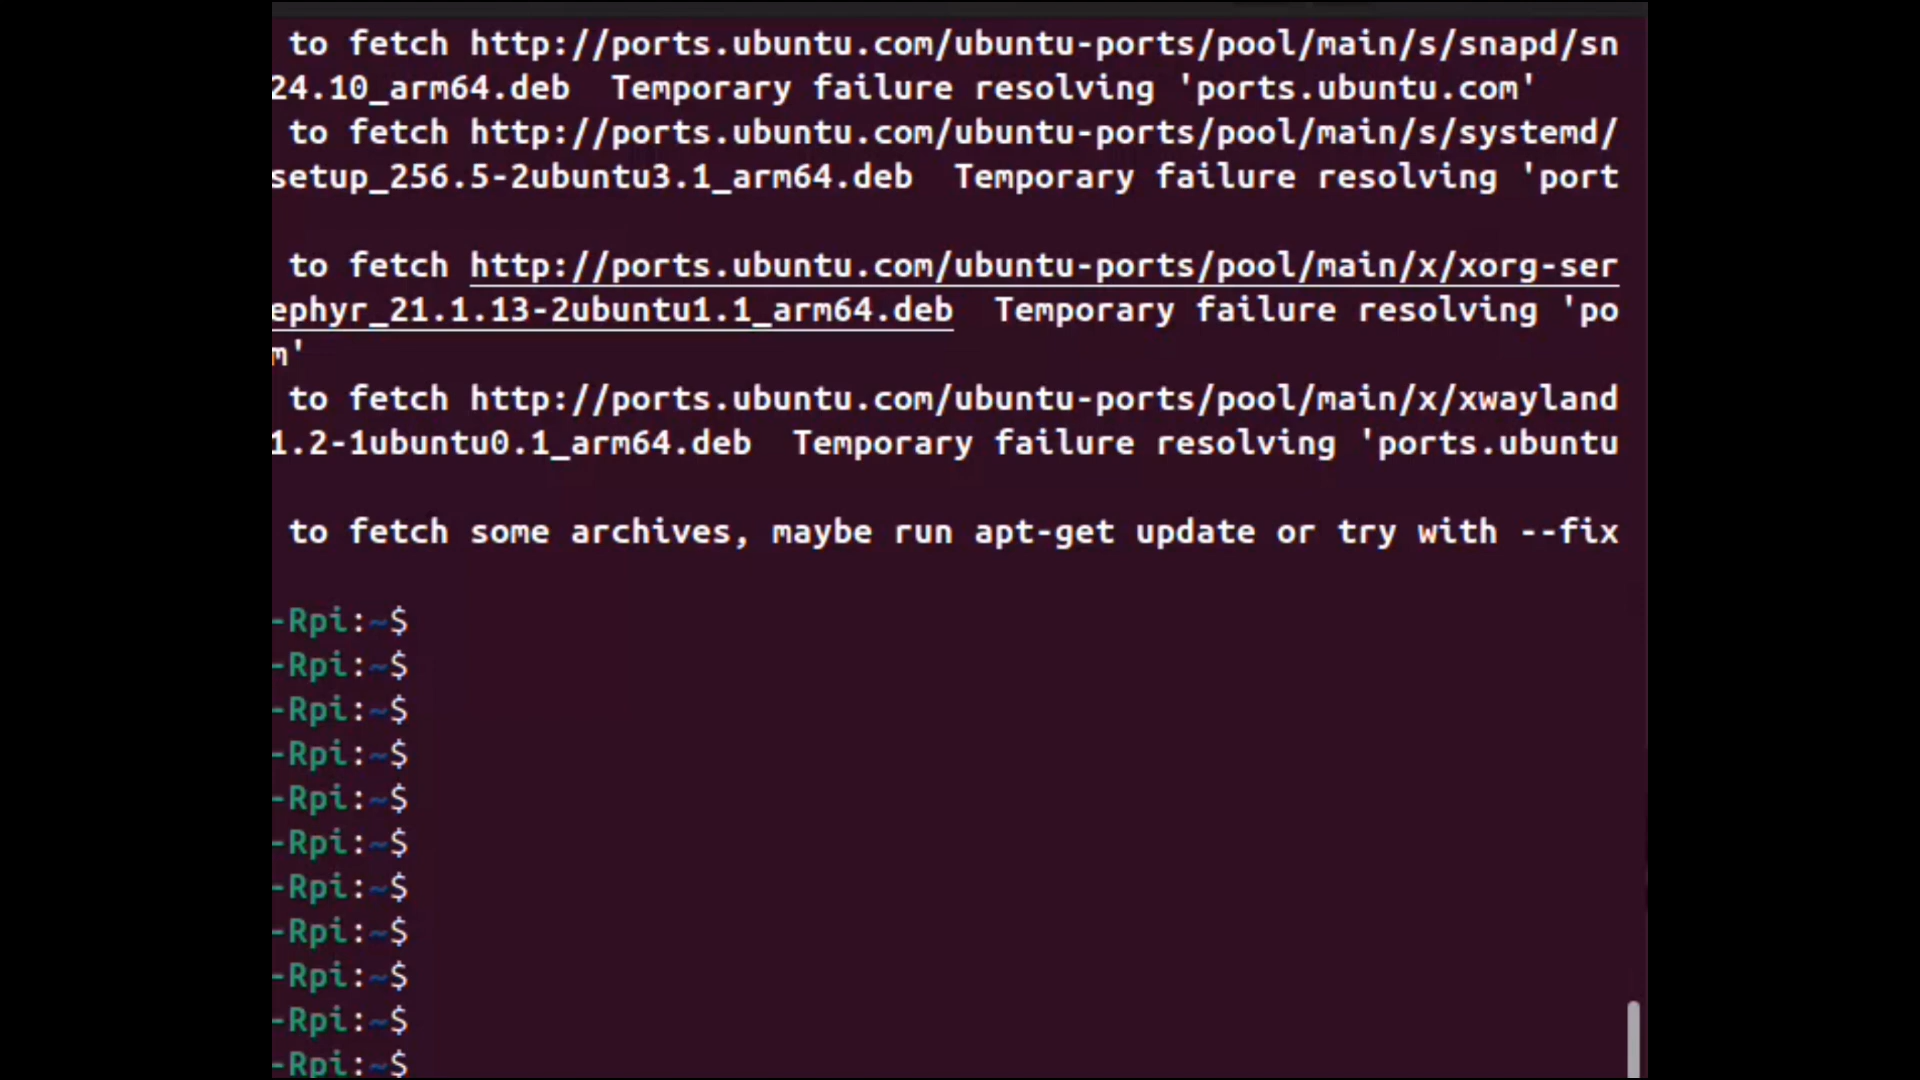 to fetch http://ports.ubuntu.com/ubuntu-ports/pool/main/s/snapd/sn
24.10_arm64.deb  Temporary failure resolving 'ports.ubuntu.com'
to fetch http://ports.ubuntu.com/ubuntu-ports/pool/main/s/systemd/
setup_256.5-2ubuntu3.1_arm64.deb  Temporary failure resolving 'port
to fetch http://ports.ubuntu.com/ubuntu-ports/pool/main/x/xorg-ser
ephyr_21.1.13-2ubuntu1.1_arm64.deb  Temporary failure resolving 'po
m'
to fetch http://ports.ubuntu.com/ubuntu-ports/pool/main/x/xwayland
1.2-1ubuntu0.1_arm64.deb  Temporary failure resolving 'ports.ubuntu
to fetch some archives, maybe run apt-get update or try with --fix
-Rpi:~$
-Rpi:~$
-Rpi:~$
-Rpi:~$
-Rpi:~$
-Rpi:~$
-Rpi:~$
-Rpi:~$
-Rpi:~$
-Rpi:~$
-Rpi:~$